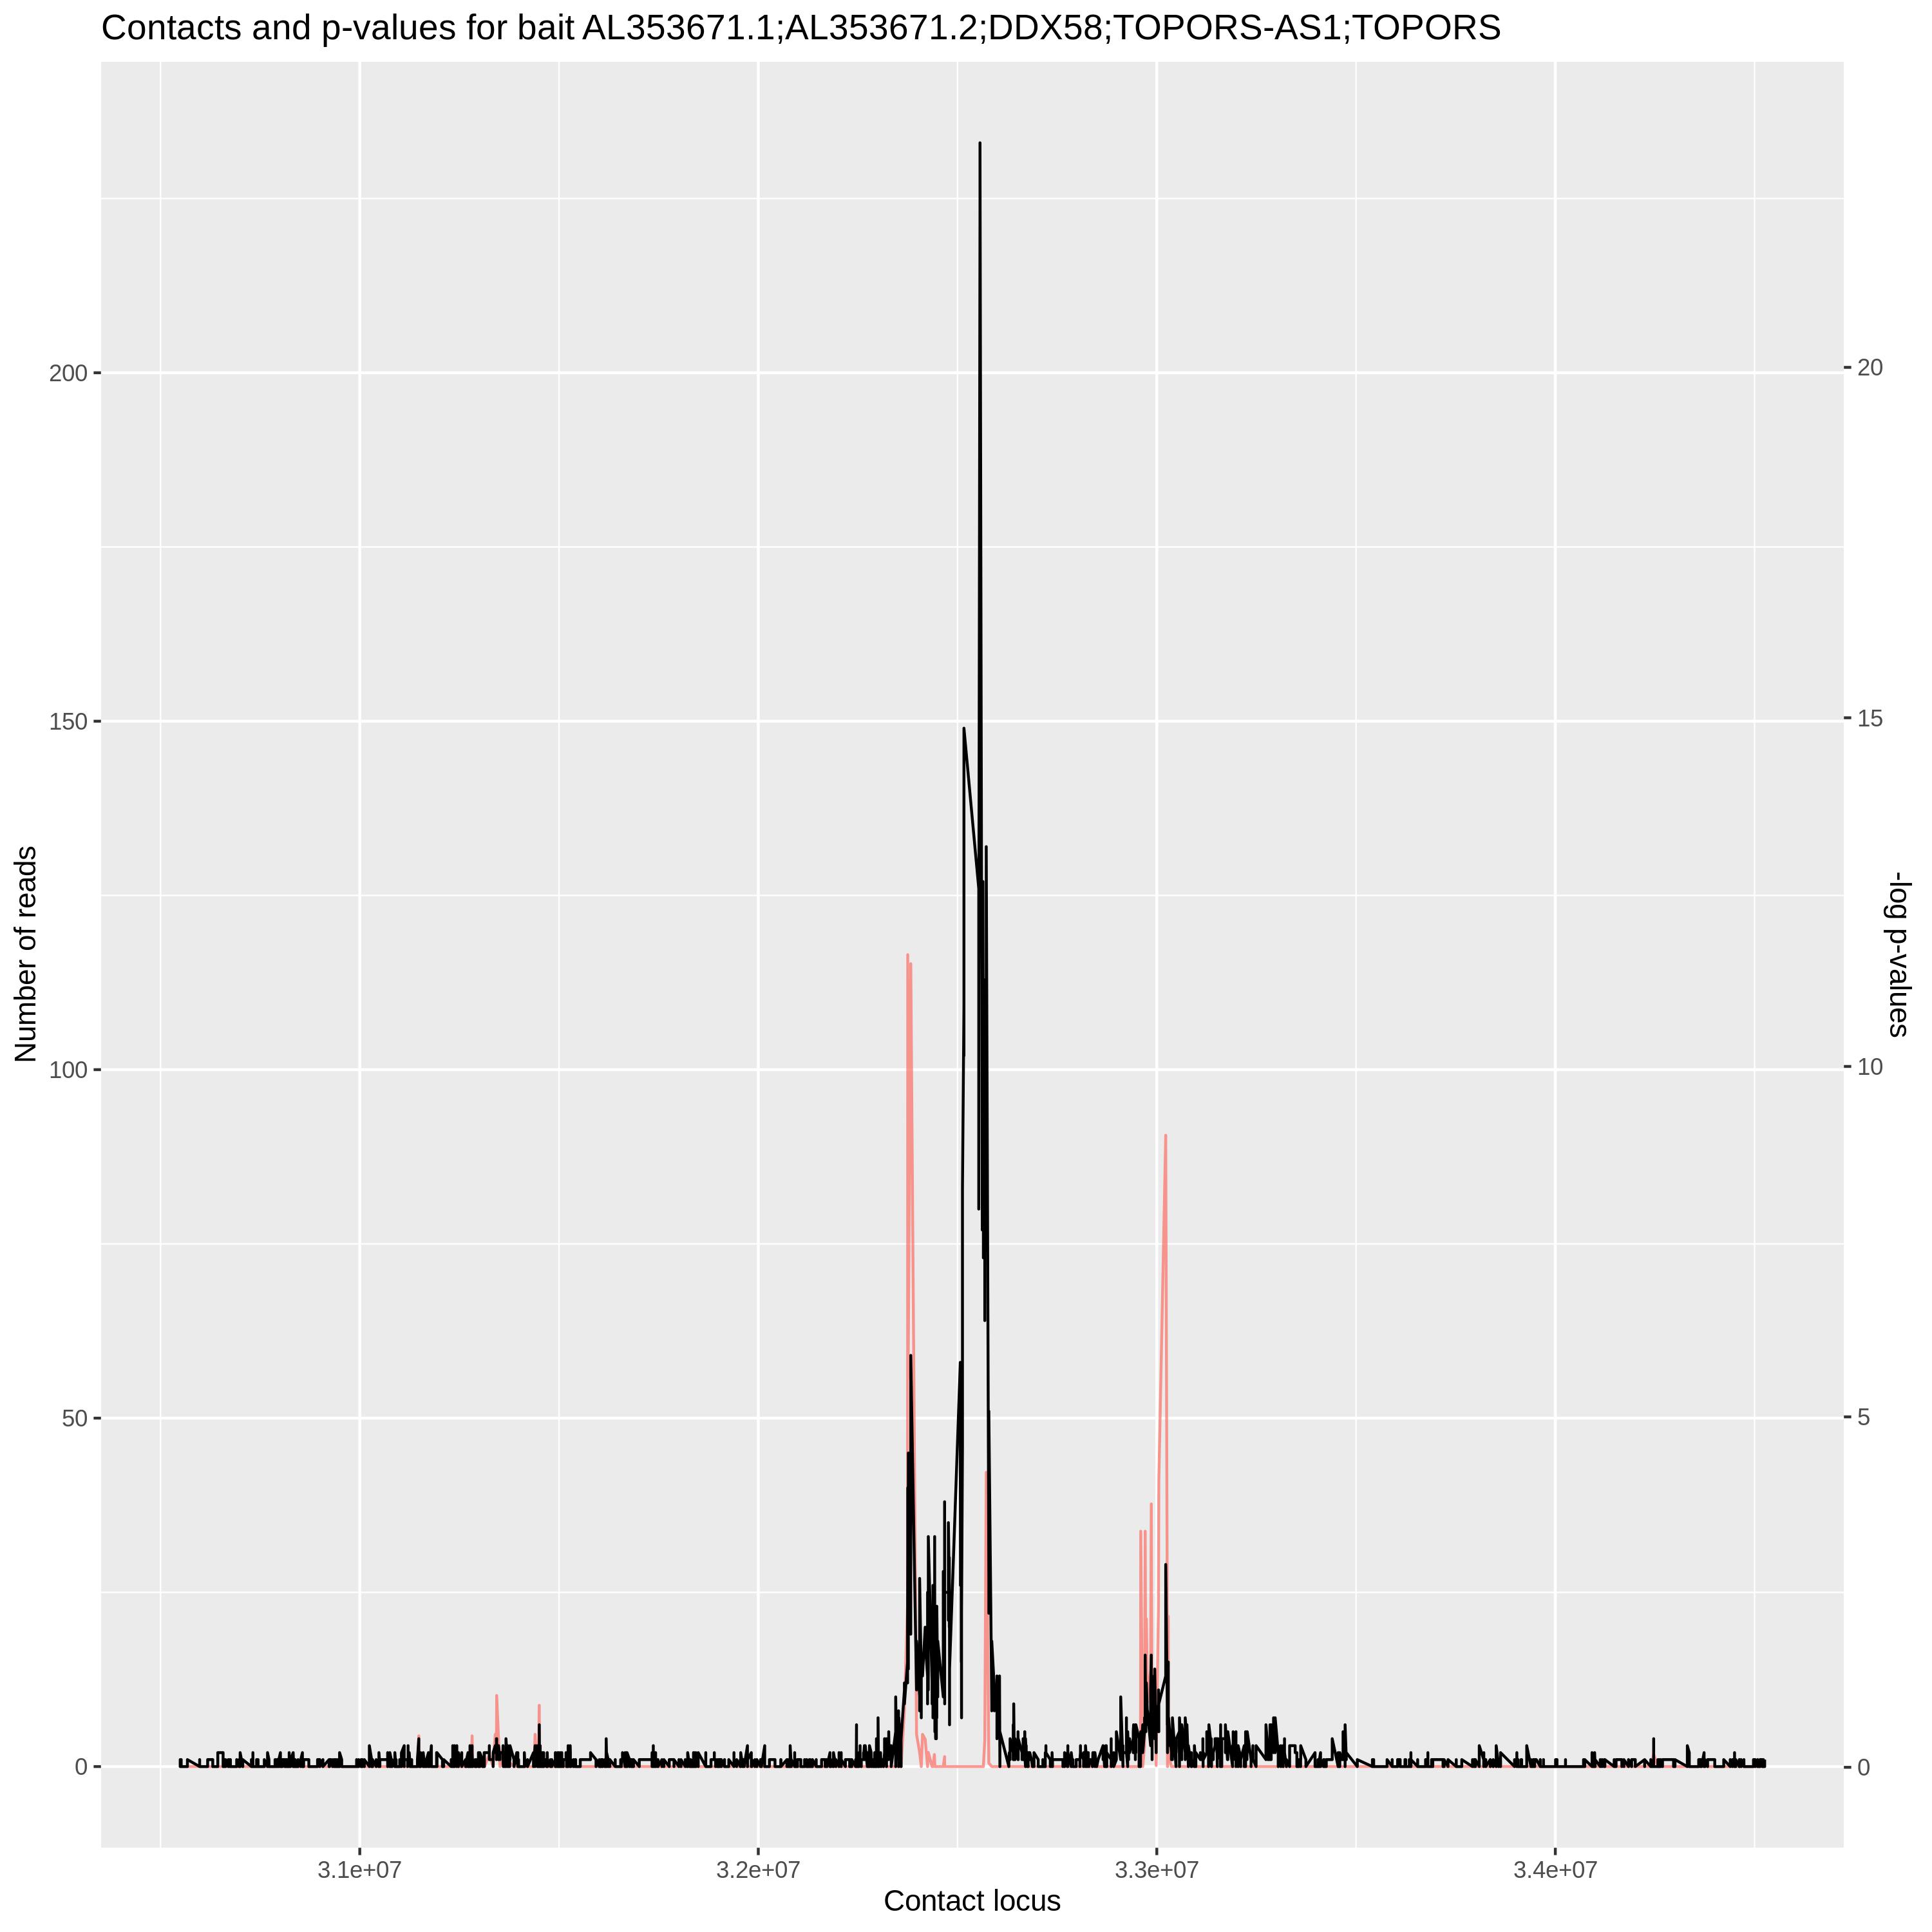 Contacts and p-values for bait AL353671.1;AL353671.2;DDX58;TOPORS-AS1;TOPORS
Number of reads
200
150
100
50
0
20
15
10
5
0
-log p-values
3.1e+07
3.2e+07
3.3e+07
3.4e+07
Contact locus